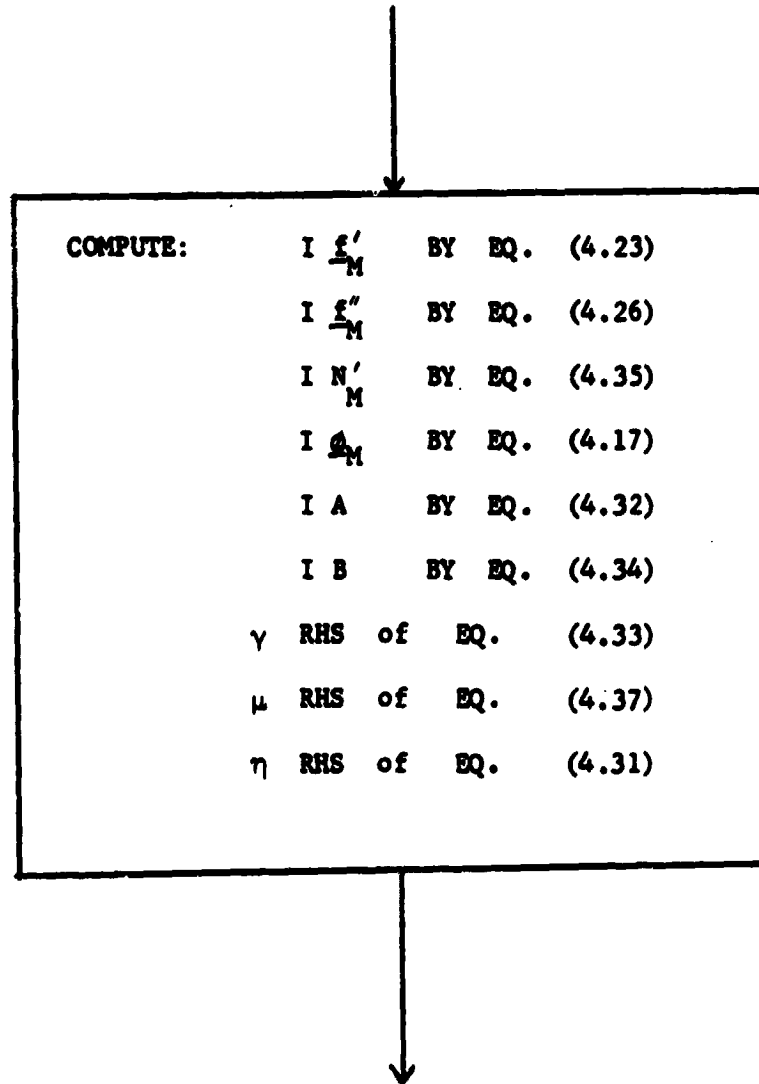 COMPUTE: I f′M BY EQ. (4.23)
I f″M BY EQ. (4.26)
I N′M BY EQ. (4.35)
I ϕM BY EQ. (4.17)
I A BY EQ. (4.32)
I B BY EQ. (4.34)
γ RHS of EQ. (4.33)
μ RHS of EQ. (4.37)
η RHS of EQ. (4.31)